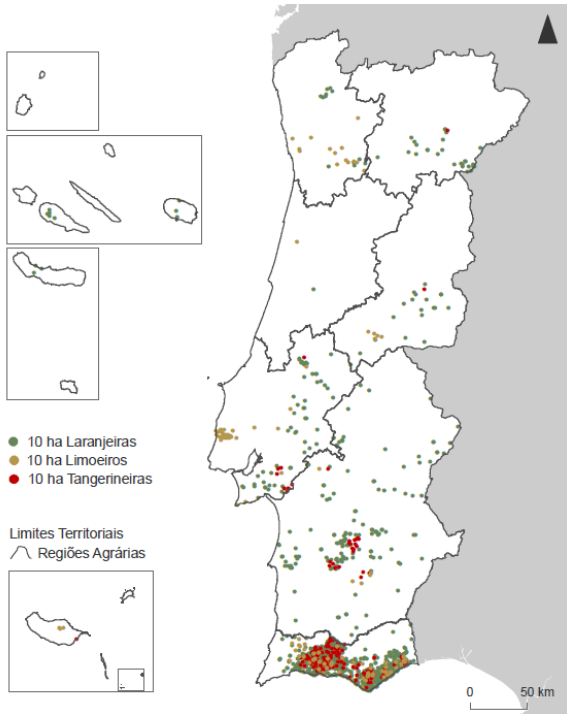 10 ha Laranjeiras
10 ha Limoeiros
10 ha Tangerineiras
Limites Territoriais
Regiões Agrárias
0 50 km